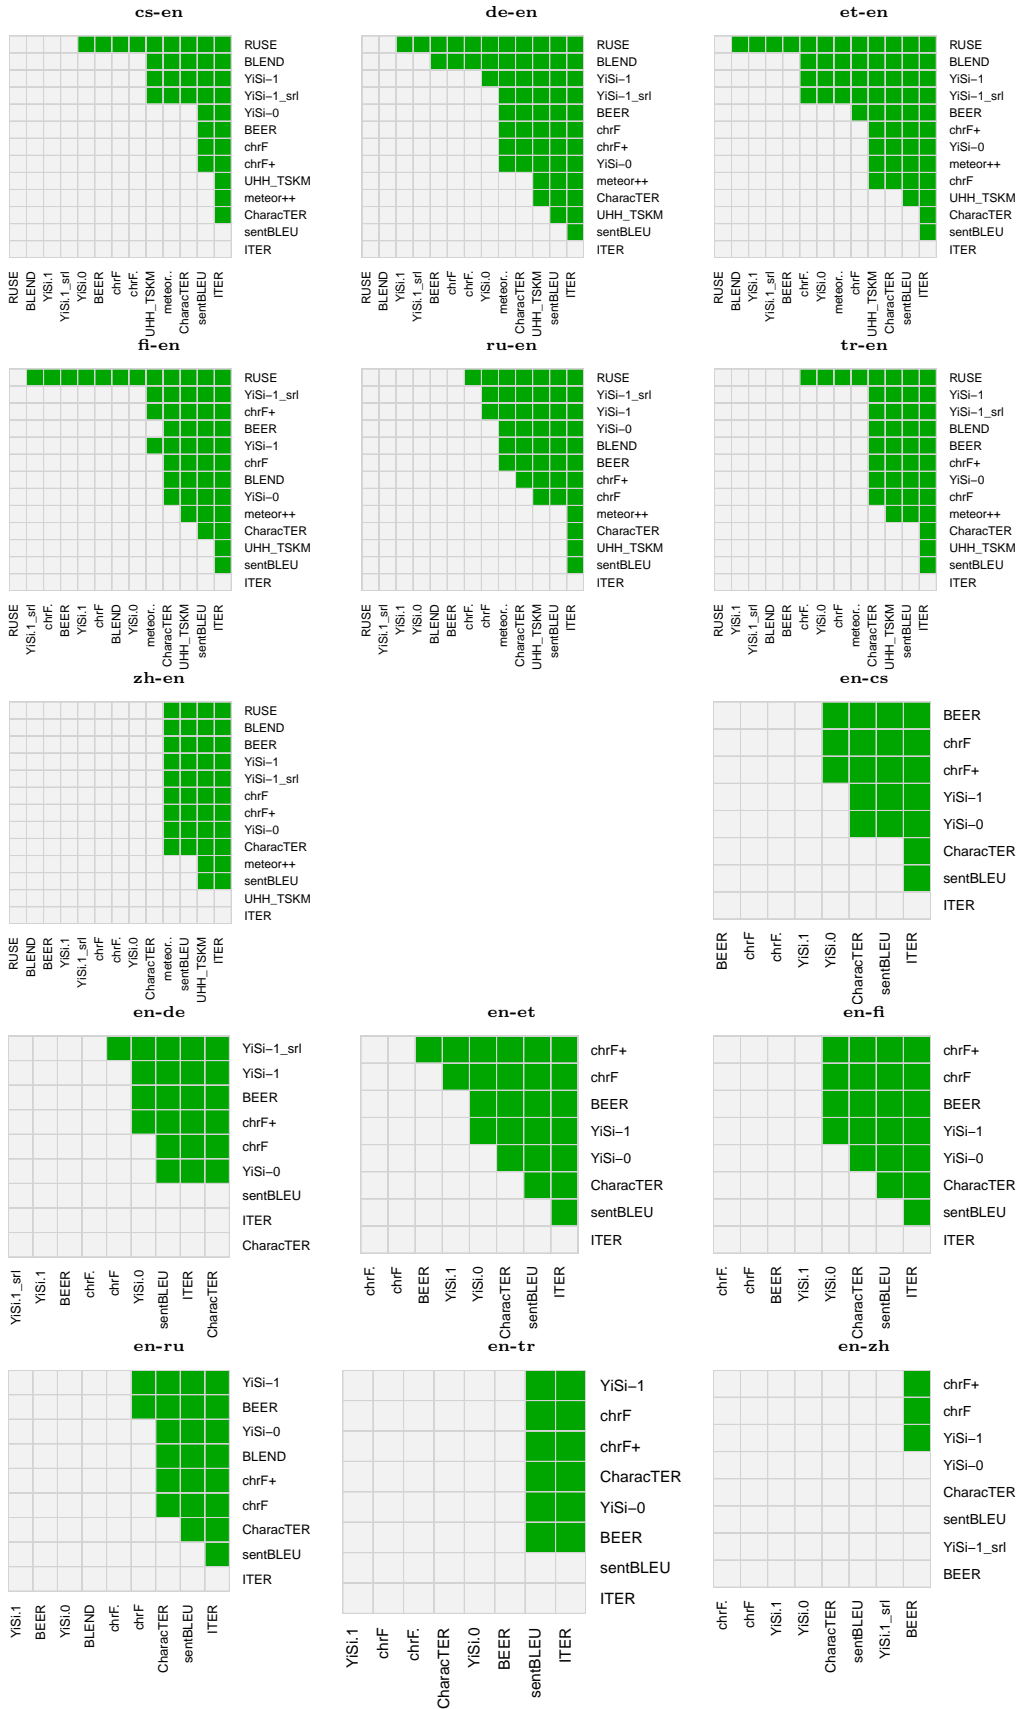 cs-en
RUSE
BLEND
YiSi−1
YiSi−1_srl
YiSi−0
BEER
chrF
chrF+
UHH_TSKM
meteor++
CharacTER
sentBLEU
ITER
RUSE
BLEND
YiSi.1
YiSi.1_srl
YiSi.0
BEER
chrF
chrF.
UHH_TSKM
meteor..
CharacTER
sentBLEU
ITER
de-en
RUSE
BLEND
YiSi−1
YiSi−1_srl
BEER
chrF
chrF+
YiSi−0
meteor++
CharacTER
UHH_TSKM
sentBLEU
ITER
RUSE
BLEND
YiSi.1
YiSi.1_srl
BEER
chrF
chrF.
YiSi.0
meteor..
CharacTER
UHH_TSKM
sentBLEU
ITER
et-en
RUSE
BLEND
YiSi−1
YiSi−1_srl
BEER
chrF+
YiSi−0
meteor++
chrF
UHH_TSKM
CharacTER
sentBLEU
ITER
RUSE
BLEND
YiSi.1
YiSi.1_srl
BEER
chrF.
YiSi.0
meteor..
chrF
UHH_TSKM
CharacTER
sentBLEU
ITER
fi-en
RUSE
YiSi−1_srl
chrF+
BEER
YiSi−1
chrF
BLEND
YiSi−0
meteor++
CharacTER
UHH_TSKM
sentBLEU
ITER
RUSE
YiSi.1_srl
chrF.
BEER
YiSi.1
chrF
BLEND
YiSi.0
meteor..
CharacTER
UHH_TSKM
sentBLEU
ITER
ru-en
RUSE
YiSi−1_srl
YiSi−1
YiSi−0
BLEND
BEER
chrF+
chrF
meteor++
CharacTER
UHH_TSKM
sentBLEU
ITER
RUSE
YiSi.1_srl
YiSi.1
YiSi.0
BLEND
BEER
chrF.
chrF
meteor..
CharacTER
UHH_TSKM
sentBLEU
ITER
tr-en
RUSE
YiSi−1
YiSi−1_srl
BLEND
BEER
chrF+
YiSi−0
chrF
meteor++
CharacTER
UHH_TSKM
sentBLEU
ITER
RUSE
YiSi.1
YiSi.1_srl
BLEND
BEER
chrF.
YiSi.0
chrF
meteor..
CharacTER
UHH_TSKM
sentBLEU
ITER
zh-en
RUSE
BLEND
BEER
YiSi−1
YiSi−1_srl
chrF
chrF+
YiSi−0
CharacTER
meteor++
sentBLEU
UHH_TSKM
ITER
RUSE
BLEND
BEER
YiSi.1
YiSi.1_srl
chrF
chrF.
YiSi.0
CharacTER
meteor..
sentBLEU
UHH_TSKM
ITER
en-cs
BEER
chrF
chrF+
YiSi−1
YiSi−0
CharacTER
sentBLEU
ITER
BEER
chrF
chrF.
YiSi.1
YiSi.0
CharacTER
sentBLEU
ITER
en-de
YiSi−1_srl
YiSi−1
BEER
chrF+
chrF
YiSi−0
sentBLEU
ITER
CharacTER
YiSi.1_srl
YiSi.1
BEER
chrF.
chrF
YiSi.0
sentBLEU
ITER
CharacTER
en-et
chrF+
chrF
BEER
YiSi−1
YiSi−0
CharacTER
sentBLEU
ITER
chrF.
chrF
BEER
YiSi.1
YiSi.0
CharacTER
sentBLEU
ITER
en-fi
chrF+
chrF
BEER
YiSi−1
YiSi−0
CharacTER
sentBLEU
ITER
chrF.
chrF
BEER
YiSi.1
YiSi.0
CharacTER
sentBLEU
ITER
en-ru
YiSi−1
BEER
YiSi−0
BLEND
chrF+
chrF
CharacTER
sentBLEU
ITER
YiSi.1
BEER
YiSi.0
BLEND
chrF.
chrF
CharacTER
sentBLEU
ITER
en-tr
YiSi−1
chrF
chrF+
CharacTER
YiSi−0
BEER
sentBLEU
ITER
YiSi.1
chrF
chrF.
CharacTER
YiSi.0
BEER
sentBLEU
ITER
en-zh
chrF+
chrF
YiSi−1
YiSi−0
CharacTER
sentBLEU
YiSi−1_srl
BEER
chrF.
chrF
YiSi.1
YiSi.0
CharacTER
sentBLEU
YiSi.1_srl
BEER